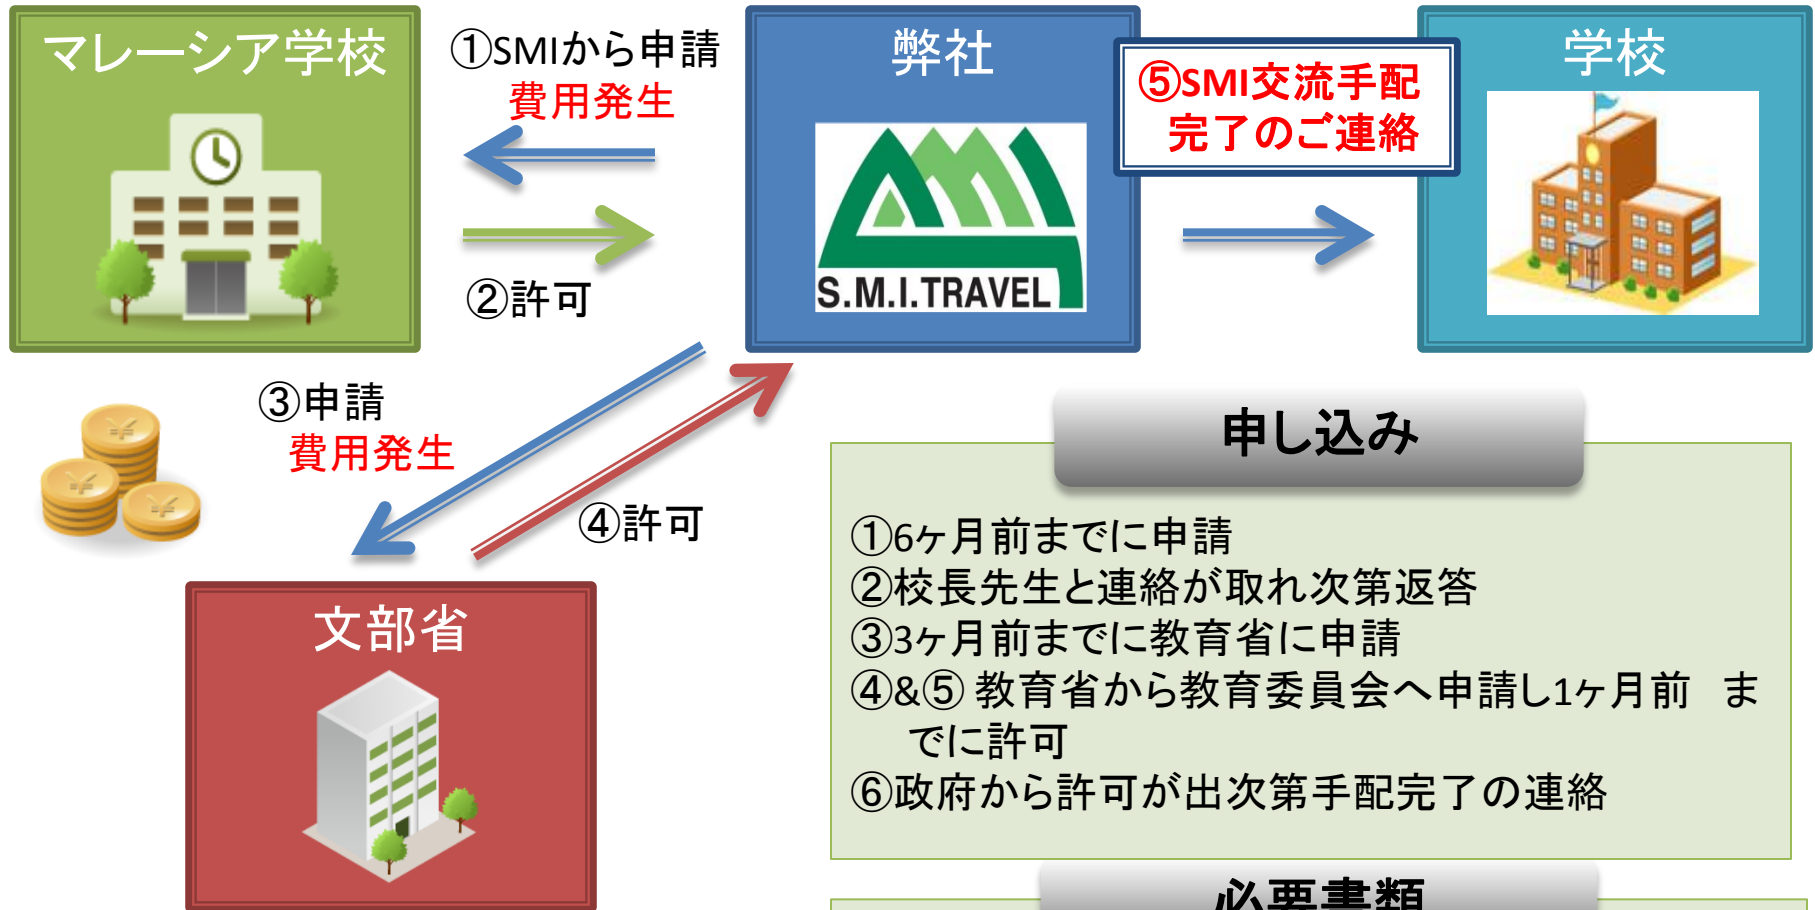 マレーシア学校
①SMIから申請
費用発生
②許可
弊社
S.M.I.TRAVEL
⑤SMI交流手配
完了のご連絡
学校
③申請
費用発生
④許可
文部省
申し込み
①6ヶ月前までに申請
②校長先生と連絡が取れ次第返答
③3ヶ月前までに教育省に申請
④&⑤ 教育省から教育委員会へ申請し1ヶ月前　ま
でに許可
⑥政府から許可が出次第手配完了の連絡
必要書類